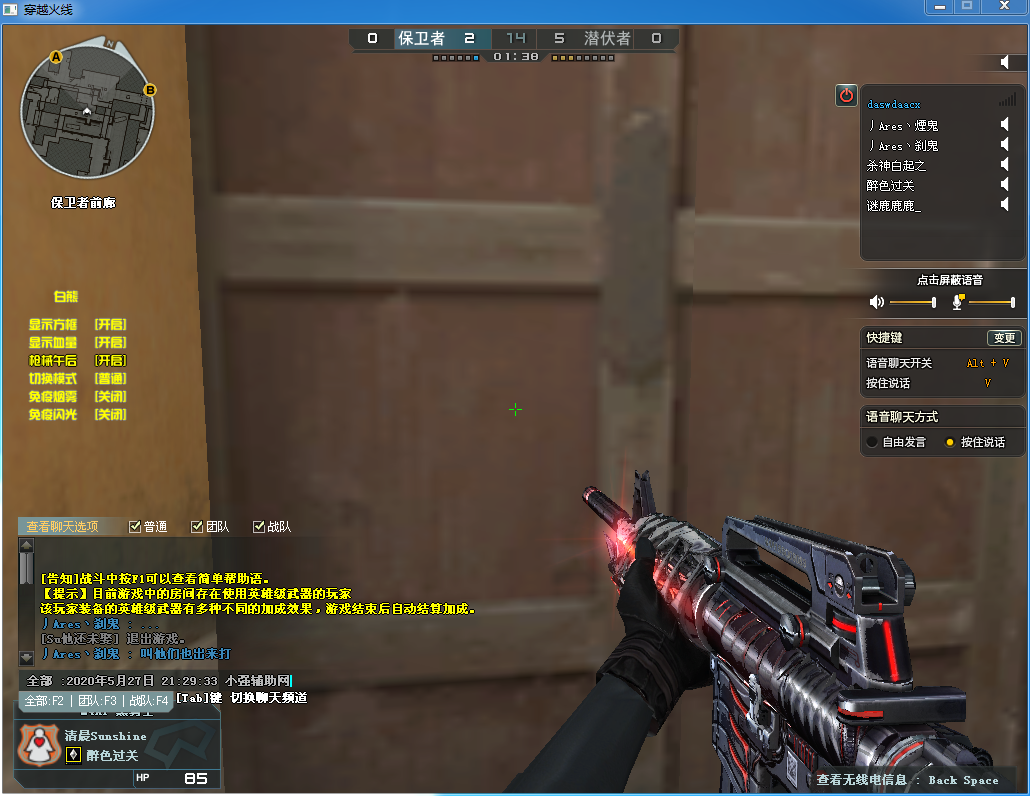 穿越火线
0 保卫者 2 14 5 潜伏者 0
01:38
N
A
B
保卫者前廊
daswdaacx
丿Ares丶煙鬼
丿Ares丶刹鬼
杀神白起之
醉色过关
谜鹿鹿鹿_
点击屏蔽语音
快捷键 变更
语音聊天开关 Alt + V
按住说话 V
语音聊天方式
自由发言 按住说话
白熊
显示方框 [开启]
显示血量 [开启]
枪械午后 [开启]
切换模式 [普通]
免疫烟雾 [关闭]
免疫闪光 [关闭]
查看聊天选项 普通 团队 战队
[告知]战斗中按F1可以查看简单帮助语。
【提示】目前游戏中的房间存在使用英雄级武器的玩家
该玩家装备的英雄级武器有多种不同的加成效果，游戏结束后自动结算加成。
丿Ares丶刹鬼 : ...
[Su他还未娶] 退出游戏。
丿Ares丶刹鬼 : 叫他们也出来打
全部 :2020年5月27日 21:29:33 小强辅助网
全部:F2 | 团队:F3 | 战队:F4 [Tab]键 切换聊天频道
清晨Sunshine
醉色过关
HP 85
查看无线电信息 : Back Space